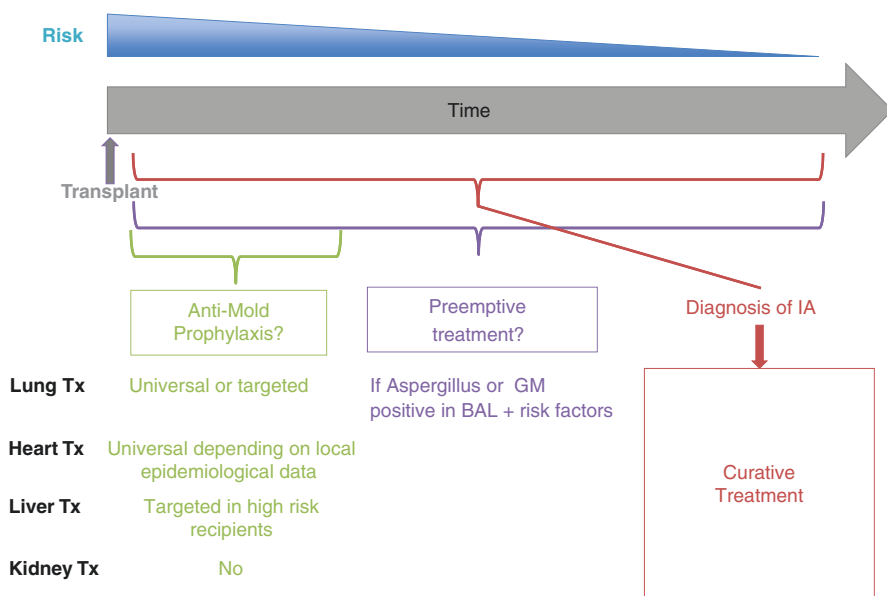 Risk
Time
Transplant
Anti-Mold
Prophylaxis?
Preemptive
treatment?
Diagnosis of IA
Lung Tx
Universal or targeted
If Aspergillus or GM
positive in BAL + risk factors
Heart Tx
Universal depending on local
epidemiological data
Curative
Treatment
Liver Tx
Targeted in high risk
recipients
Kidney Tx
No